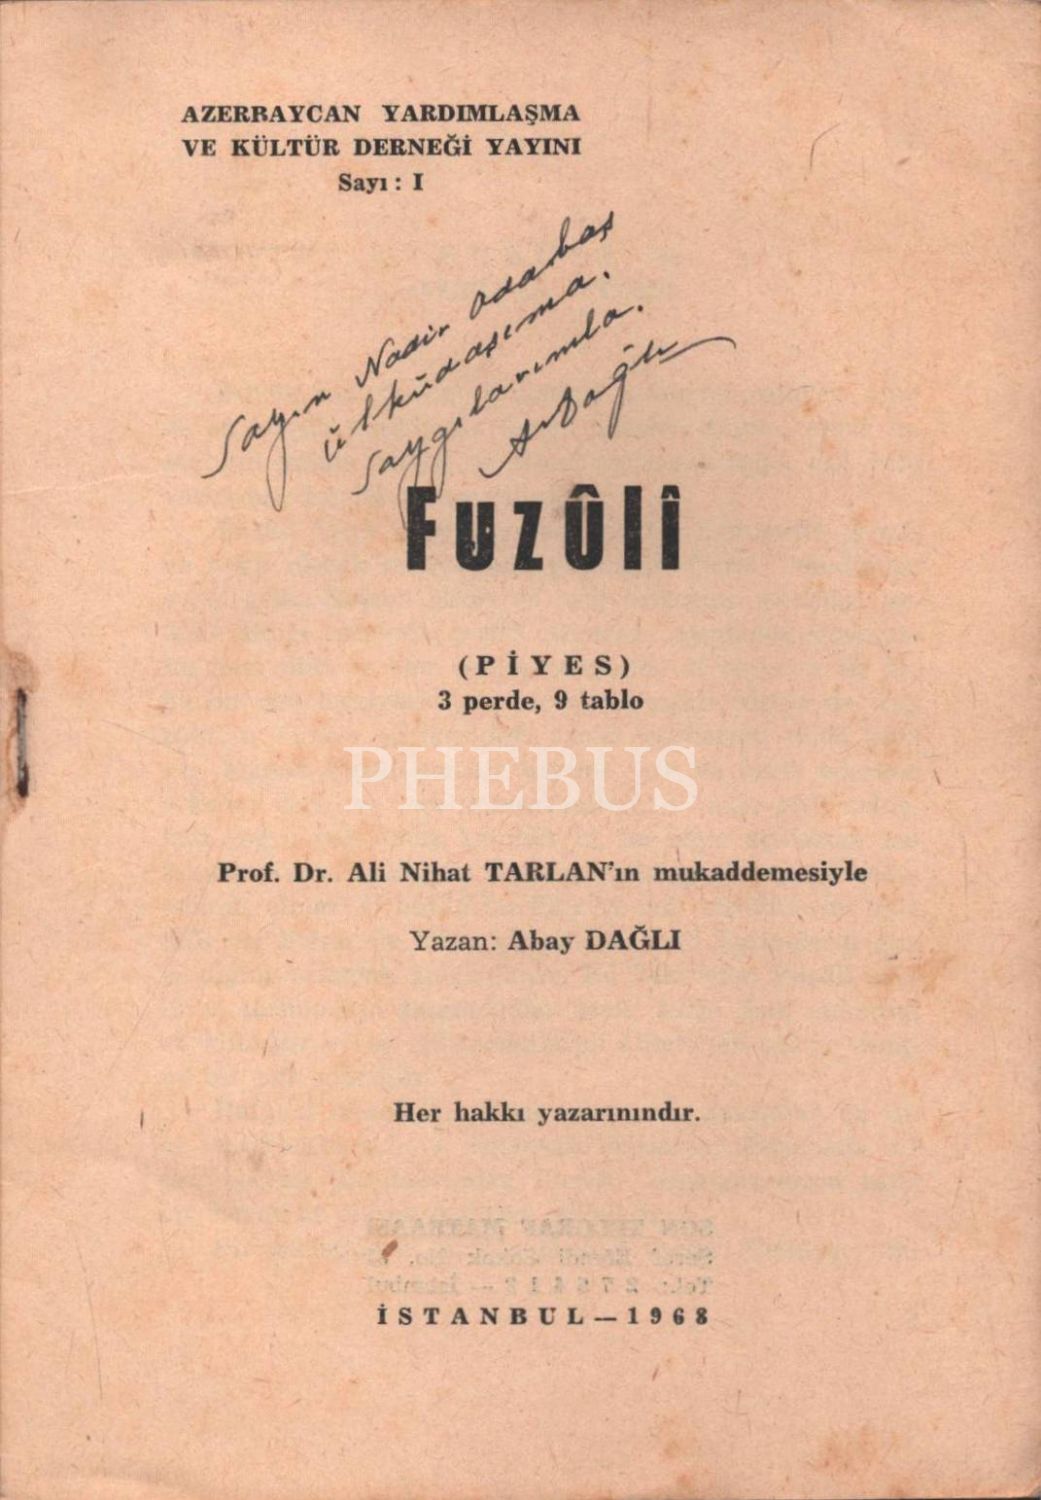 AZERBAYCAN YARDIMLAŞMA
VE KÜLTÜR DERNEĞİ YAYINI
Sayı : I
Sayın Nadir Odabaş
ülküdaşıma.
Saygılarımla.
A. Dağlı
Fuzûlî
(PİYES)
3 perde, 9 tablo
PHEBUS
Prof. Dr. Ali Nihat TARLAN'ın mukaddemesiyle
Yazan: Abay DAĞLI
Her hakkı yazarınındır.
İSTANBUL — 1968